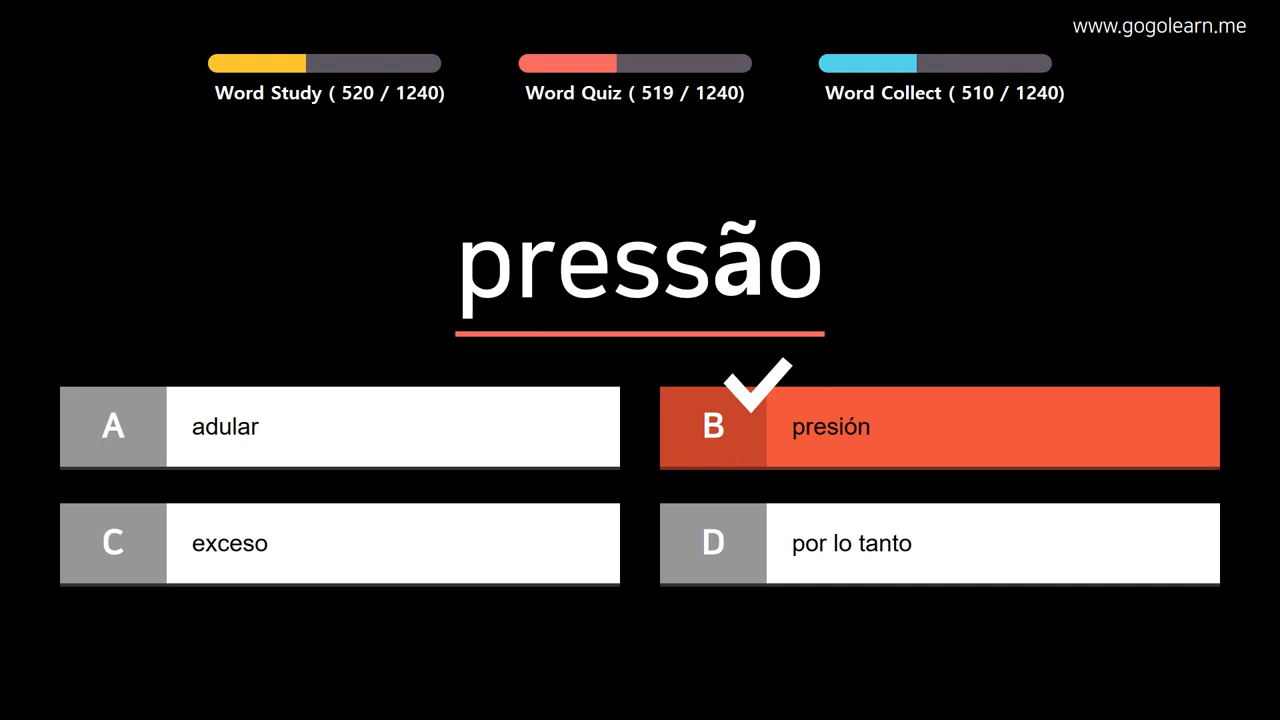 www.gogolearn.me
Word Study ( 520 / 1240)
Word Quiz ( 519 / 1240)
Word Collect ( 510 / 1240)
pressão
A
adular
B
presión
C
exceso
D
por lo tanto